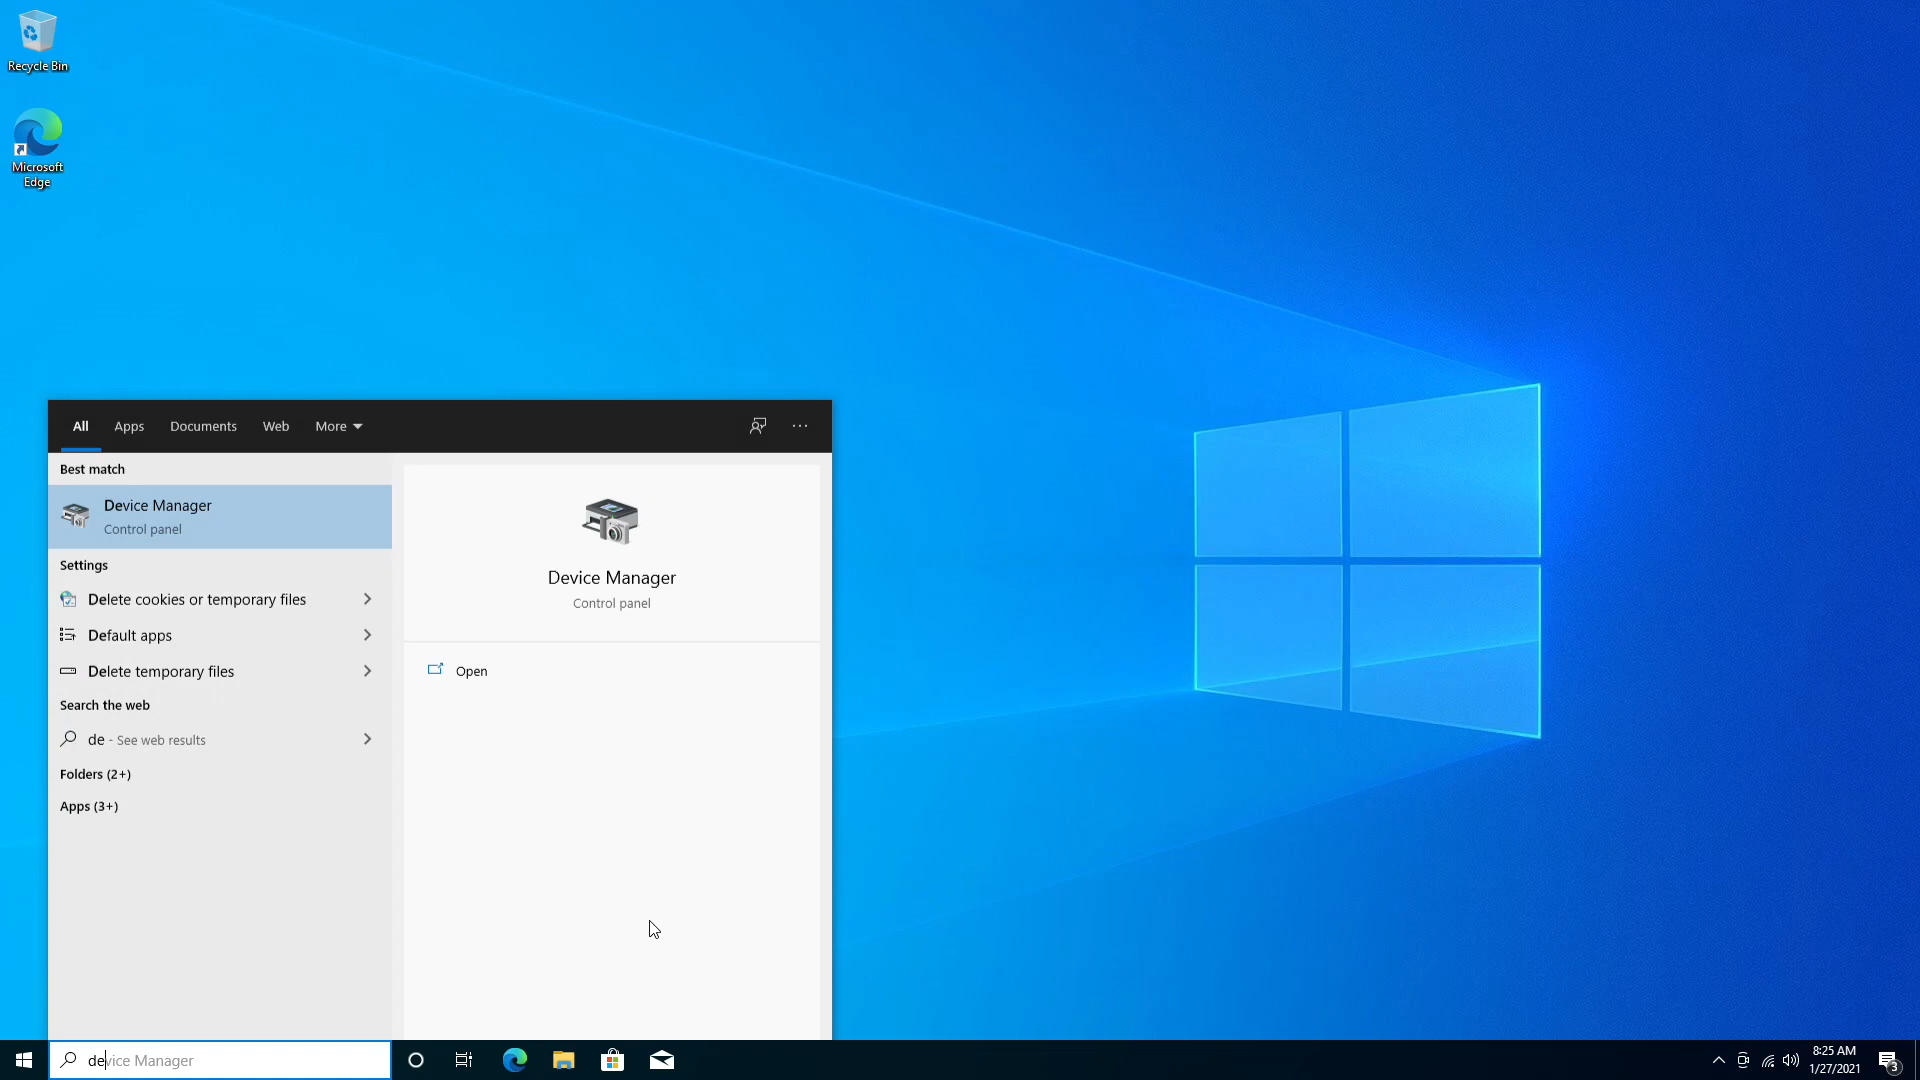 Recycle Bin
Microsoft
Edge
All Apps Documents Web More
Best match
Device Manager
Control panel
Settings
Delete cookies or temporary files
Default apps
Delete temporary files
Search the web
de - See web results
Folders (2+)
Apps (3+)
Device Manager
Control panel
Open
device Manager
8:25 AM
1/27/2021
3